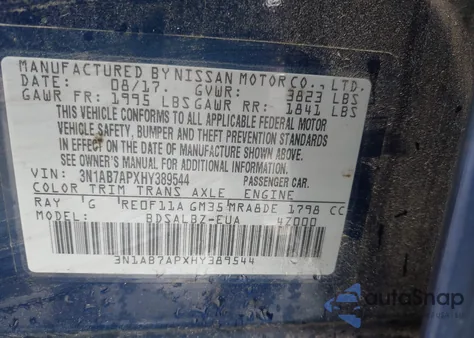 MANUFACTURED BY NISSAN MOTOR CO., LTD.
DATE: 08/17. GVWR: 3823 LBS
GAWR FR: 1995 LBS GAWR RR: 1841 LBS
THIS VEHICLE CONFORMS TO ALL APPLICABLE FEDERAL MOTOR
VEHICLE SAFETY, BUMPER AND THEFT PREVENTION STANDARDS
IN EFFECT ON THE DATE OF MANUFACTURE SHOWN ABOVE.
SEE OWNER'S MANUAL FOR ADDITIONAL INFORMATION.
VIN: 3N1AB7APXHY389544 PASSENGER CAR.
COLOR TRIM TRANS AXLE ENGINE
RAY G RE0F11A GM35 MRA8DE 1798 CC
MODEL: BDSALBZ-EUA 4Z000
3N1AB7APXHY389544
autoSnap